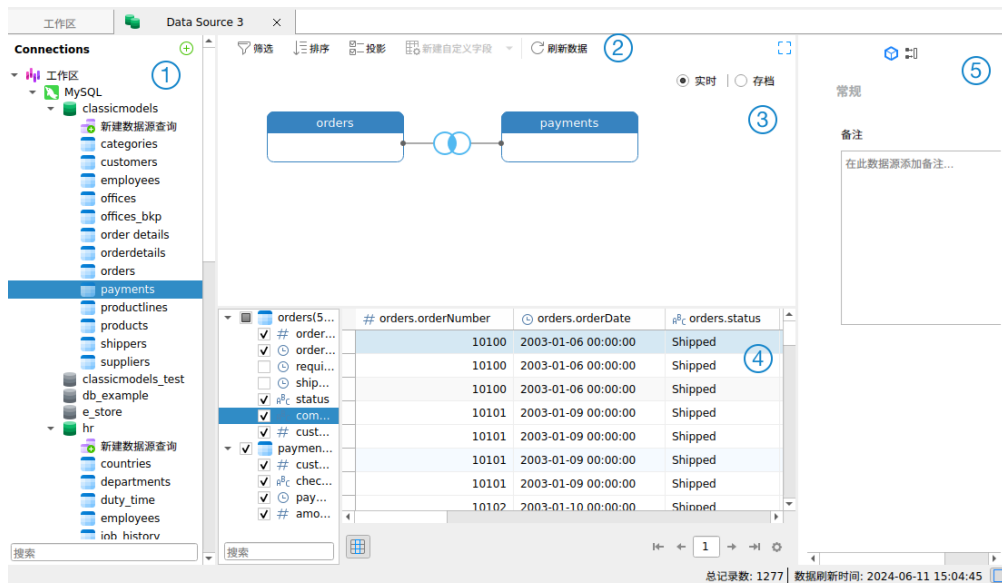 工作区
Data Source 3
Connections
①
工作区
MySQL
classicmodels
新建数据源查询
categories
customers
employees
offices
offices_bkp
order details
orderdetails
orders
payments
productlines
products
shippers
suppliers
classicmodels_test
db_example
e_store
hr
新建数据源查询
countries
departments
duty_time
employees
job_history
搜索
筛选 排序 投影 新建自定义字段 刷新数据 ②
实时 存档
③
orders payments
orders(5...
# order...
order...
requi...
ship...
ABC status
com...
# cust...
paymen...
# cust...
ABC chec...
pay...
# amo...
搜索
# orders.orderNumber orders.orderDate ABC orders.status
10100 2003-01-06 00:00:00 Shipped
④
10100 2003-01-06 00:00:00 Shipped
10100 2003-01-06 00:00:00 Shipped
10101 2003-01-09 00:00:00 Shipped
10101 2003-01-09 00:00:00 Shipped
10101 2003-01-09 00:00:00 Shipped
10101 2003-01-09 00:00:00 Shipped
10102 2003-01-10 00:00:00 Shipped
1
⑤
常规
备注
在此数据源添加备注...
总记录数: 1277 数据刷新时间: 2024-06-11 15:04:45